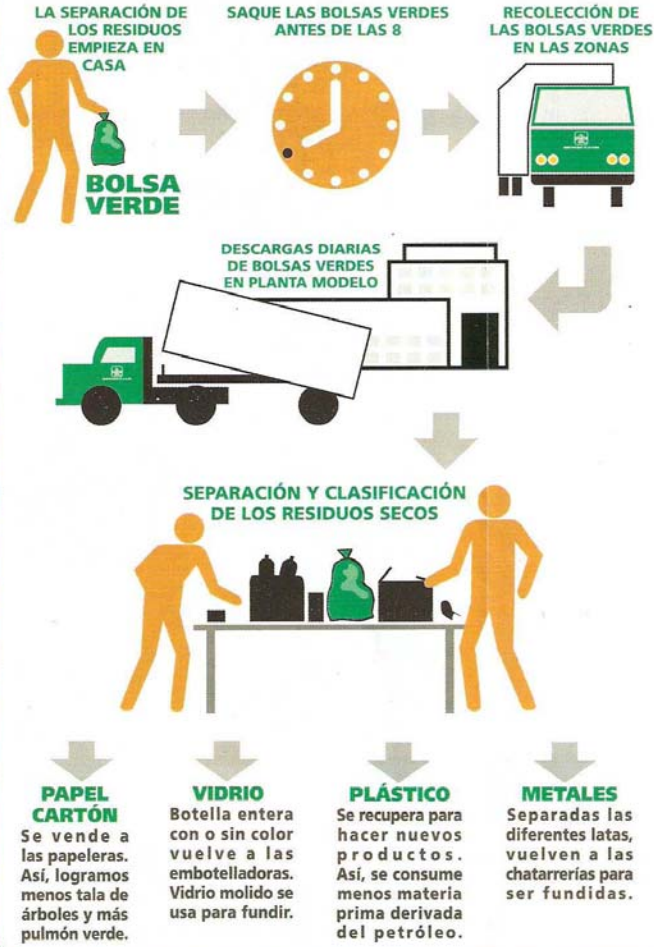 LA SEPARACIÓN DE
LOS RESIDUOS
EMPIEZA EN
CASA
BOLSA
VERDE
SAQUE LAS BOLSAS VERDES
ANTES DE LAS 8
RECOLECCIÓN DE
LAS BOLSAS VERDES
EN LAS ZONAS
DESCARGAS DIARIAS
DE BOLSAS VERDES
EN PLANTA MODELO
SEPARACIÓN Y CLASIFICACIÓN
DE LOS RESIDUOS SECOS
PAPEL
CARTÓN
Se vende a
las papeleras.
Así, logramos
menos tala de
árboles y más
pulmón verde.
VIDRIO
Botella entera
con o sin color
vuelve a las
embotelladoras.
Vidrio molido se
usa para fundir.
PLÁSTICO
Se recupera para
hacer nuevos
productos.
Así, se consume
menos materia
prima derivada
del petróleo.
METALES
Separadas las
diferentes latas,
vuelven a las
chatarrerías para
ser fundidas.